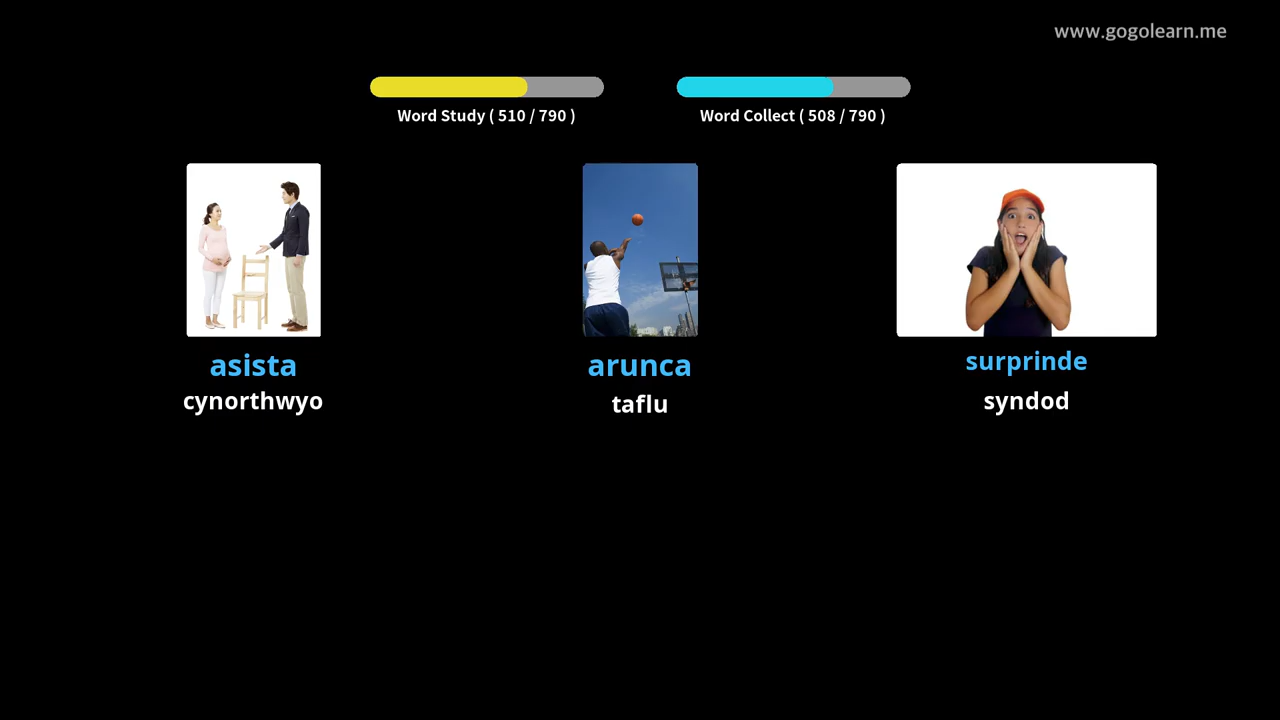 www.gogolearn.me
Word Study ( 510 / 790 )
Word Collect ( 508 / 790 )
asista
arunca
surprinde
cynorthwyo
taflu
syndod